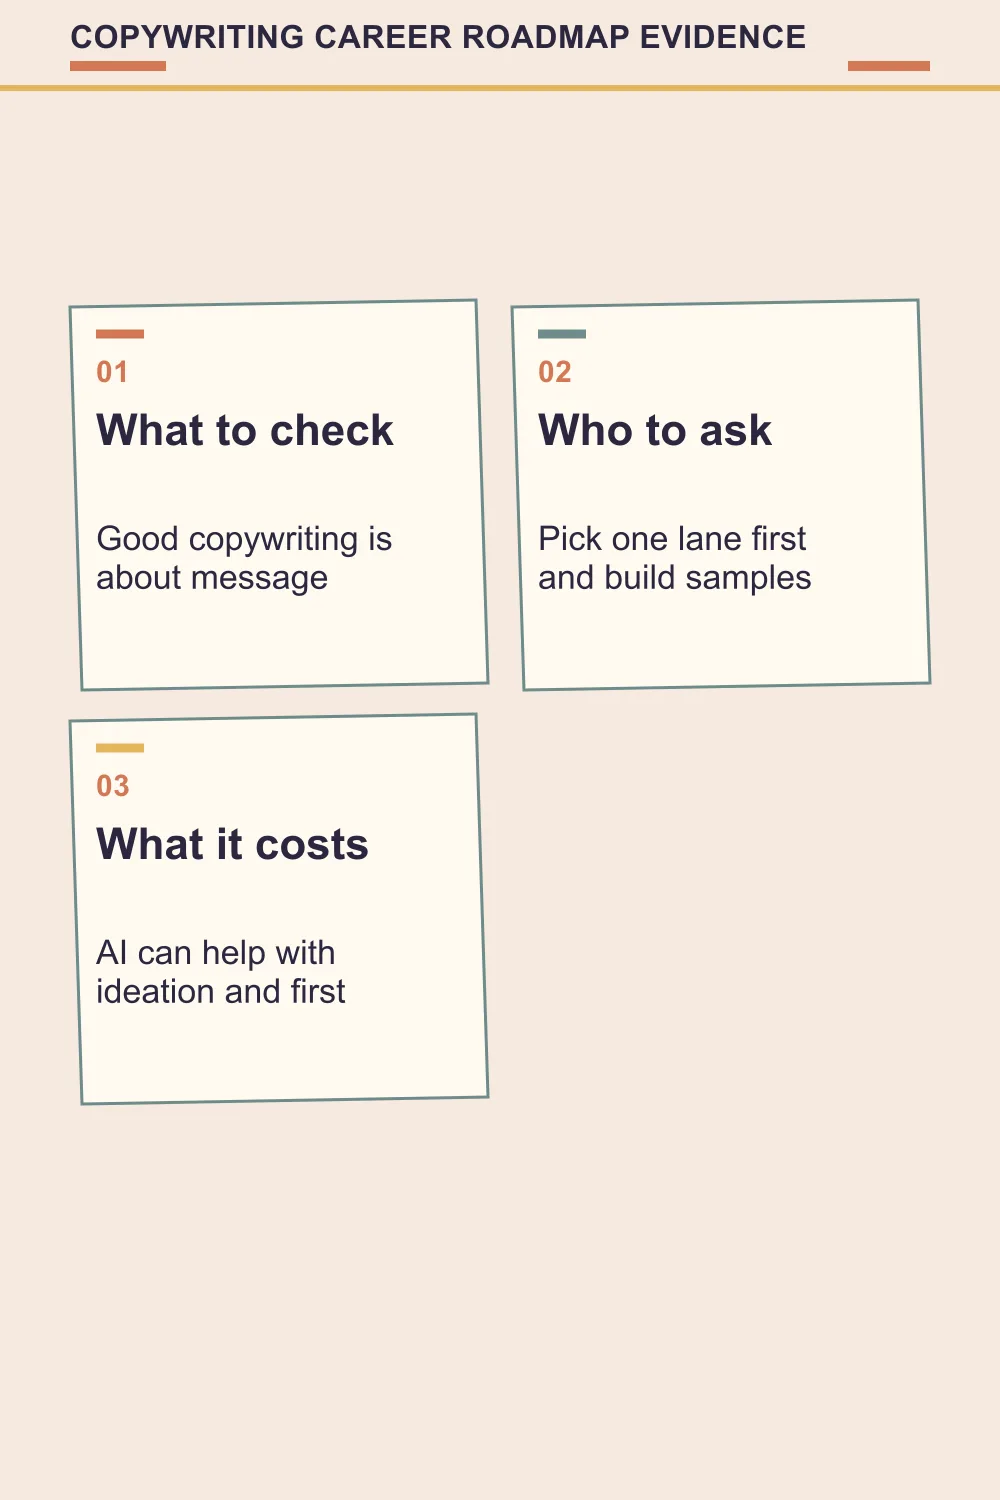 COPYWRITING CAREER ROADMAP EVIDENCE
01
What to check
Good copywriting is
about message
02
Who to ask
Pick one lane first
and build samples
03
What it costs
AI can help with
ideation and first